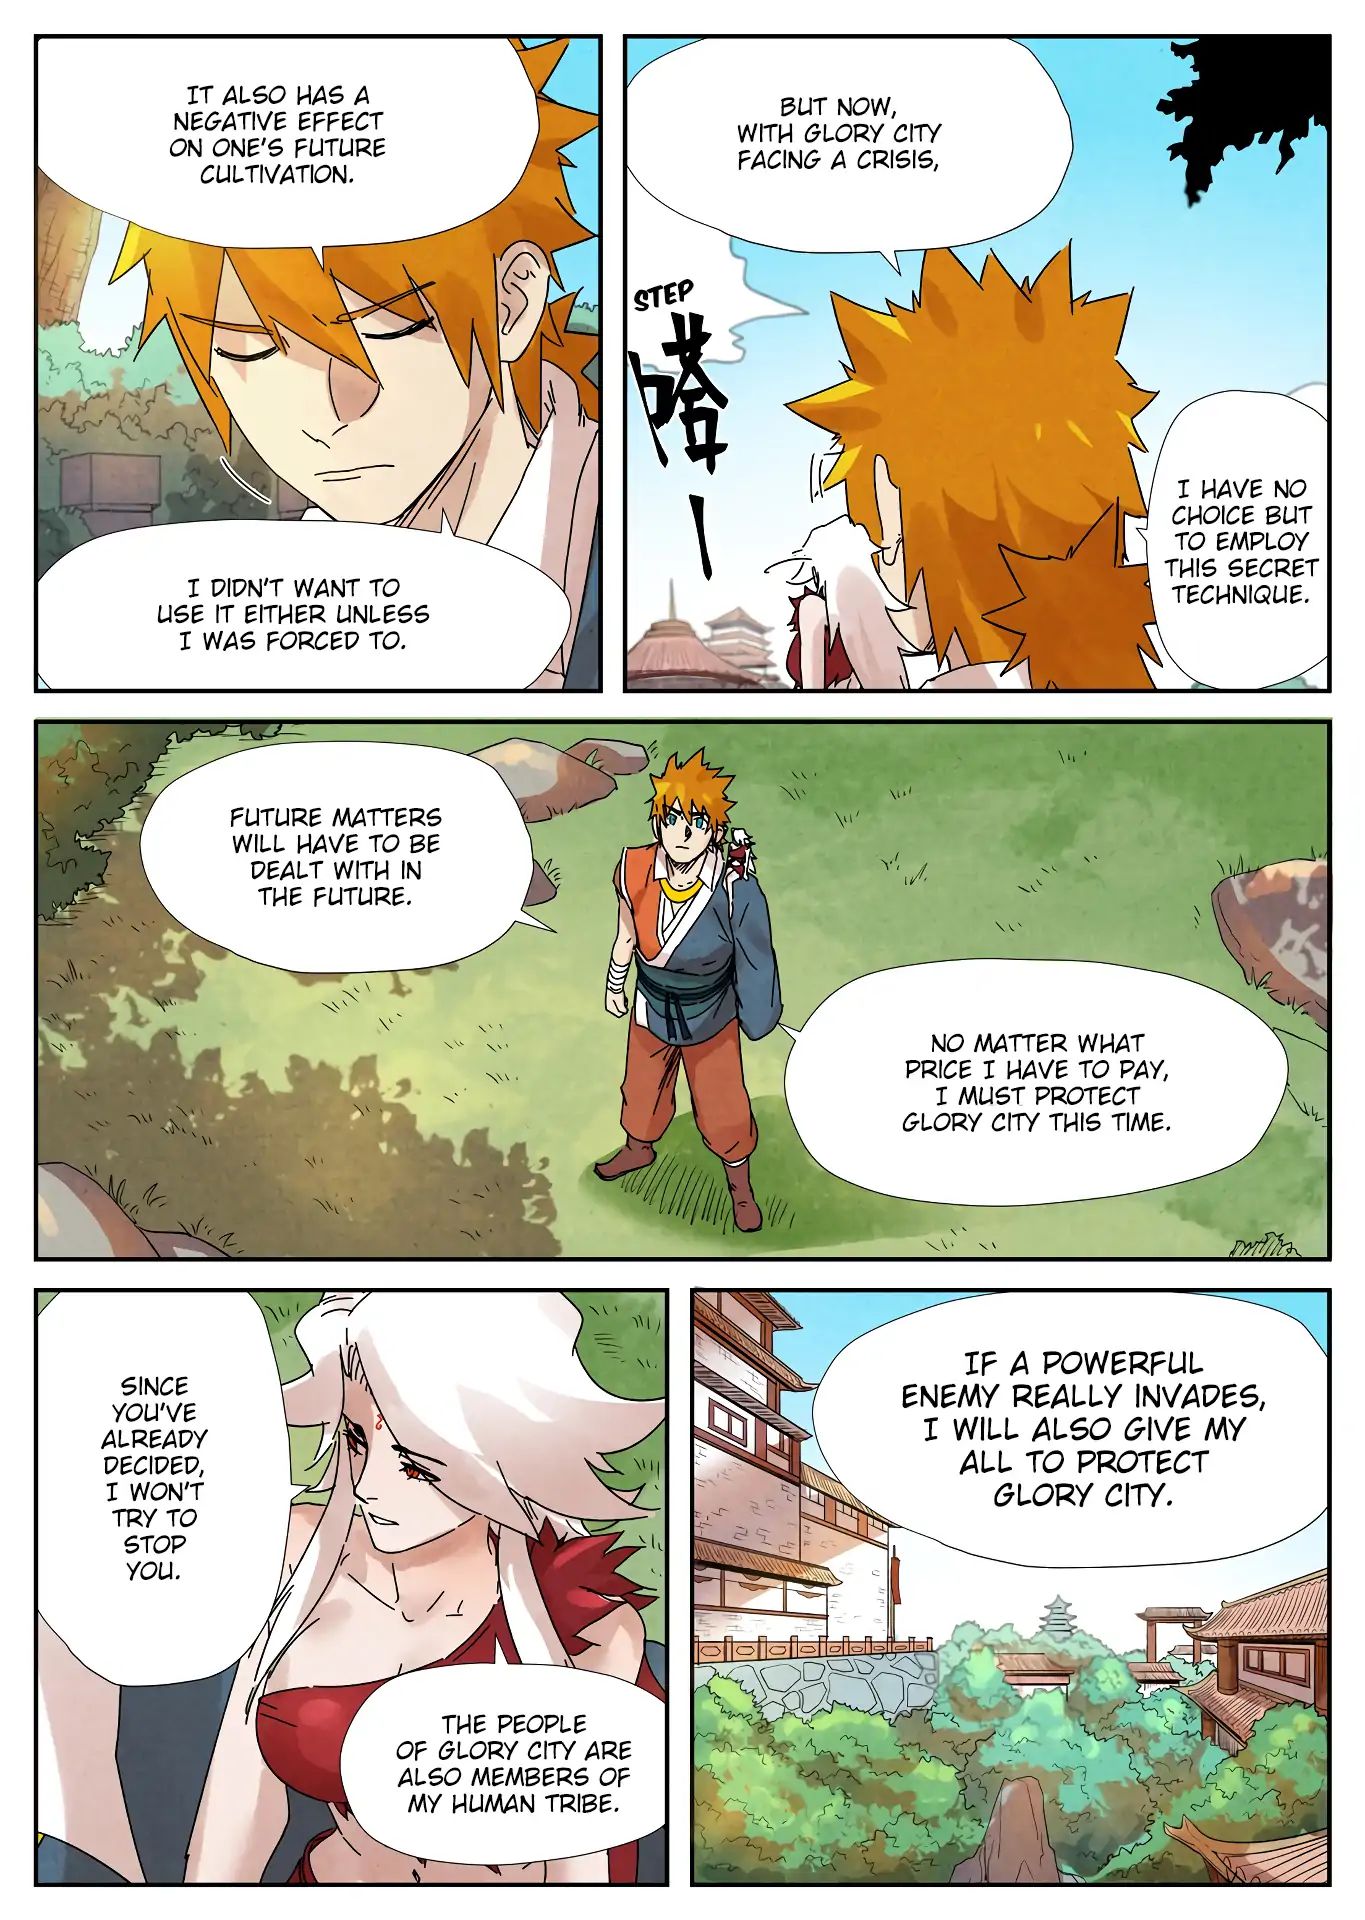 IT ALSO HAS A
NEGATIVE EFFECT
ON ONE'S FUTURE
CULTIVATION.
I DIDN'T WANT TO
USE IT EITHER UNLESS
I WAS FORCED TO.
BUT NOW,
WITH GLORY CITY
FACING A CRISIS,
STEP
嗒
I HAVE NO
CHOICE BUT
TO EMPLOY
THIS SECRET
TECHNIQUE.
FUTURE MATTERS
WILL HAVE TO BE
DEALT WITH IN
THE FUTURE.
NO MATTER WHAT
PRICE I HAVE TO PAY,
I MUST PROTECT
GLORY CITY THIS TIME.
SINCE
YOU'VE
ALREADY
DECIDED,
I WON'T
TRY TO
STOP
YOU.
THE PEOPLE
OF GLORY CITY ARE
ALSO MEMBERS OF
MY HUMAN TRIBE.
IF A POWERFUL
ENEMY REALLY INVADES,
I WILL ALSO GIVE MY
ALL TO PROTECT
GLORY CITY.